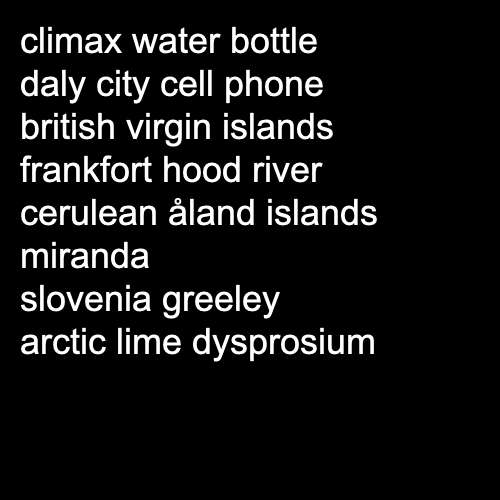 climax water bottle
daly city cell phone
british virgin islands
frankfort hood river
cerulean åland islands
miranda
slovenia greeley
arctic lime dysprosium